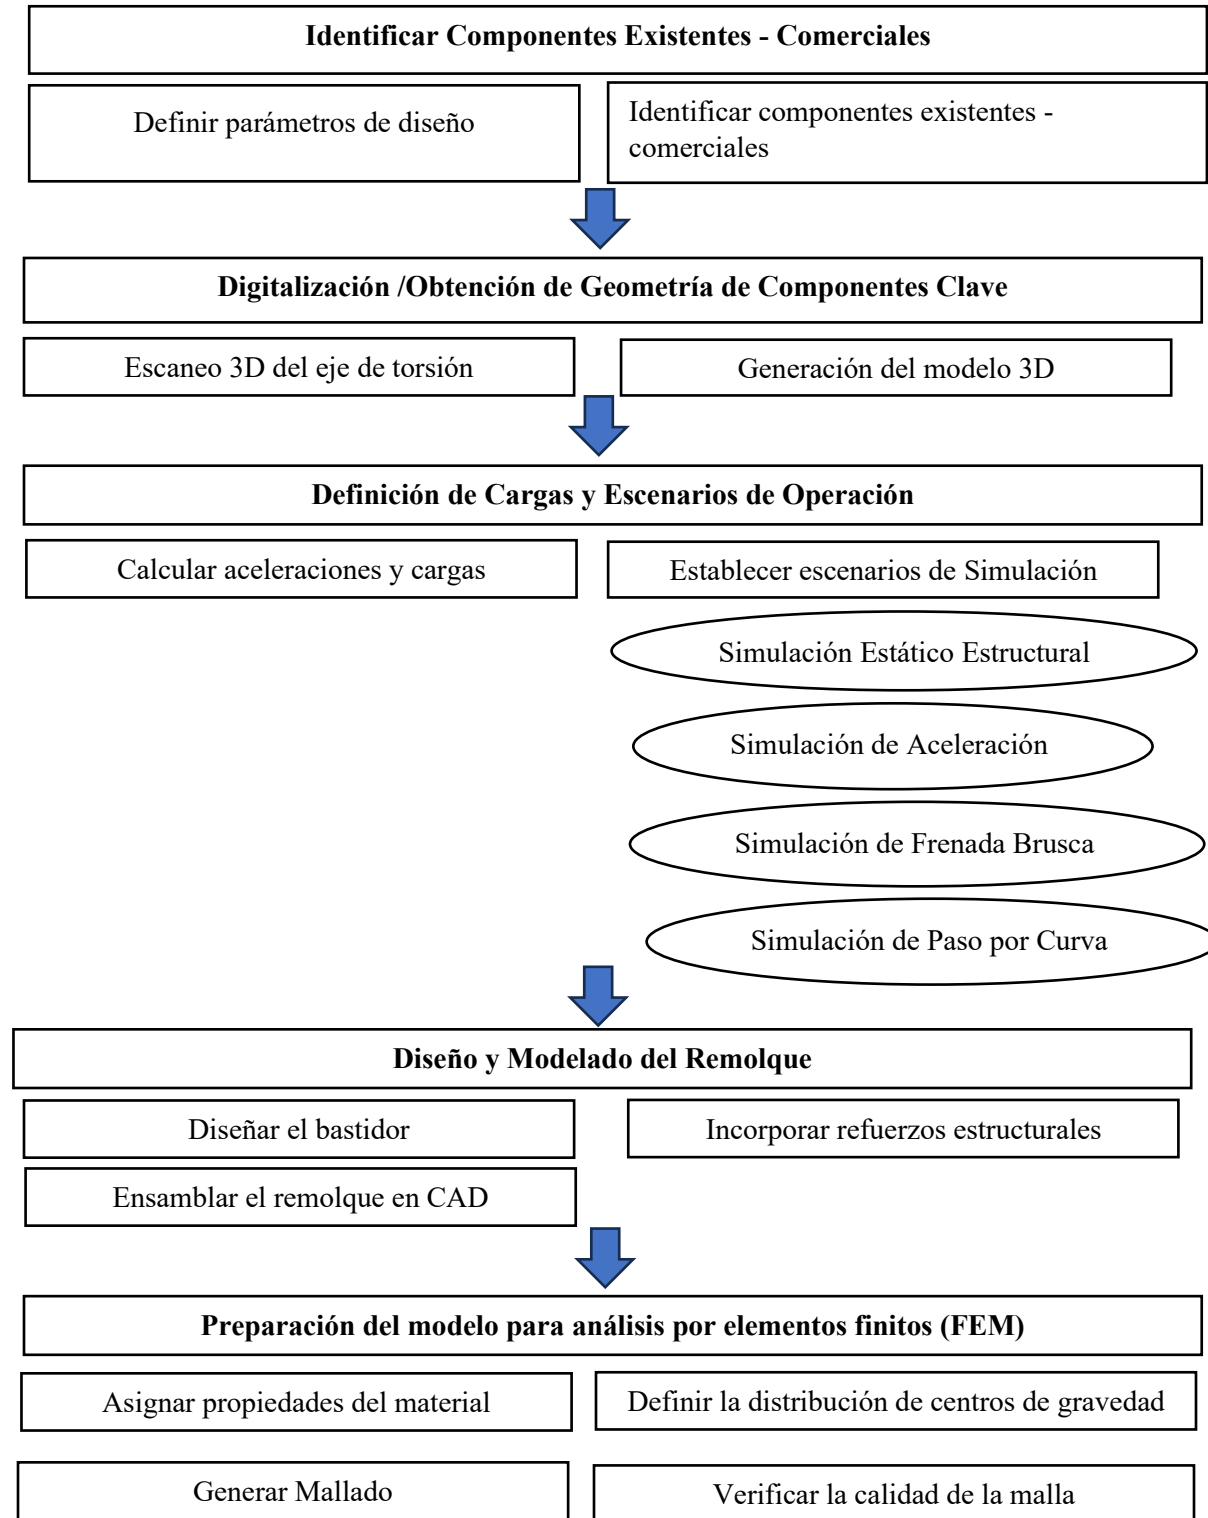 Identificar Componentes Existentes - Comerciales
Definir parámetros de diseño
Identificar componentes existentes -
comerciales
Digitalización /Obtención de Geometría de Componentes Clave
Escaneo 3D del eje de torsión
Generación del modelo 3D
Definición de Cargas y Escenarios de Operación
Calcular aceleraciones y cargas
Establecer escenarios de Simulación
Simulación Estático Estructural
Simulación de Aceleración
Simulación de Frenada Brusca
Simulación de Paso por Curva
Diseño y Modelado del Remolque
Diseñar el bastidor
Incorporar refuerzos estructurales
Ensamblar el remolque en CAD
Preparación del modelo para análisis por elementos finitos (FEM)
Asignar propiedades del material
Definir la distribución de centros de gravedad
Generar Mallado
Verificar la calidad de la malla